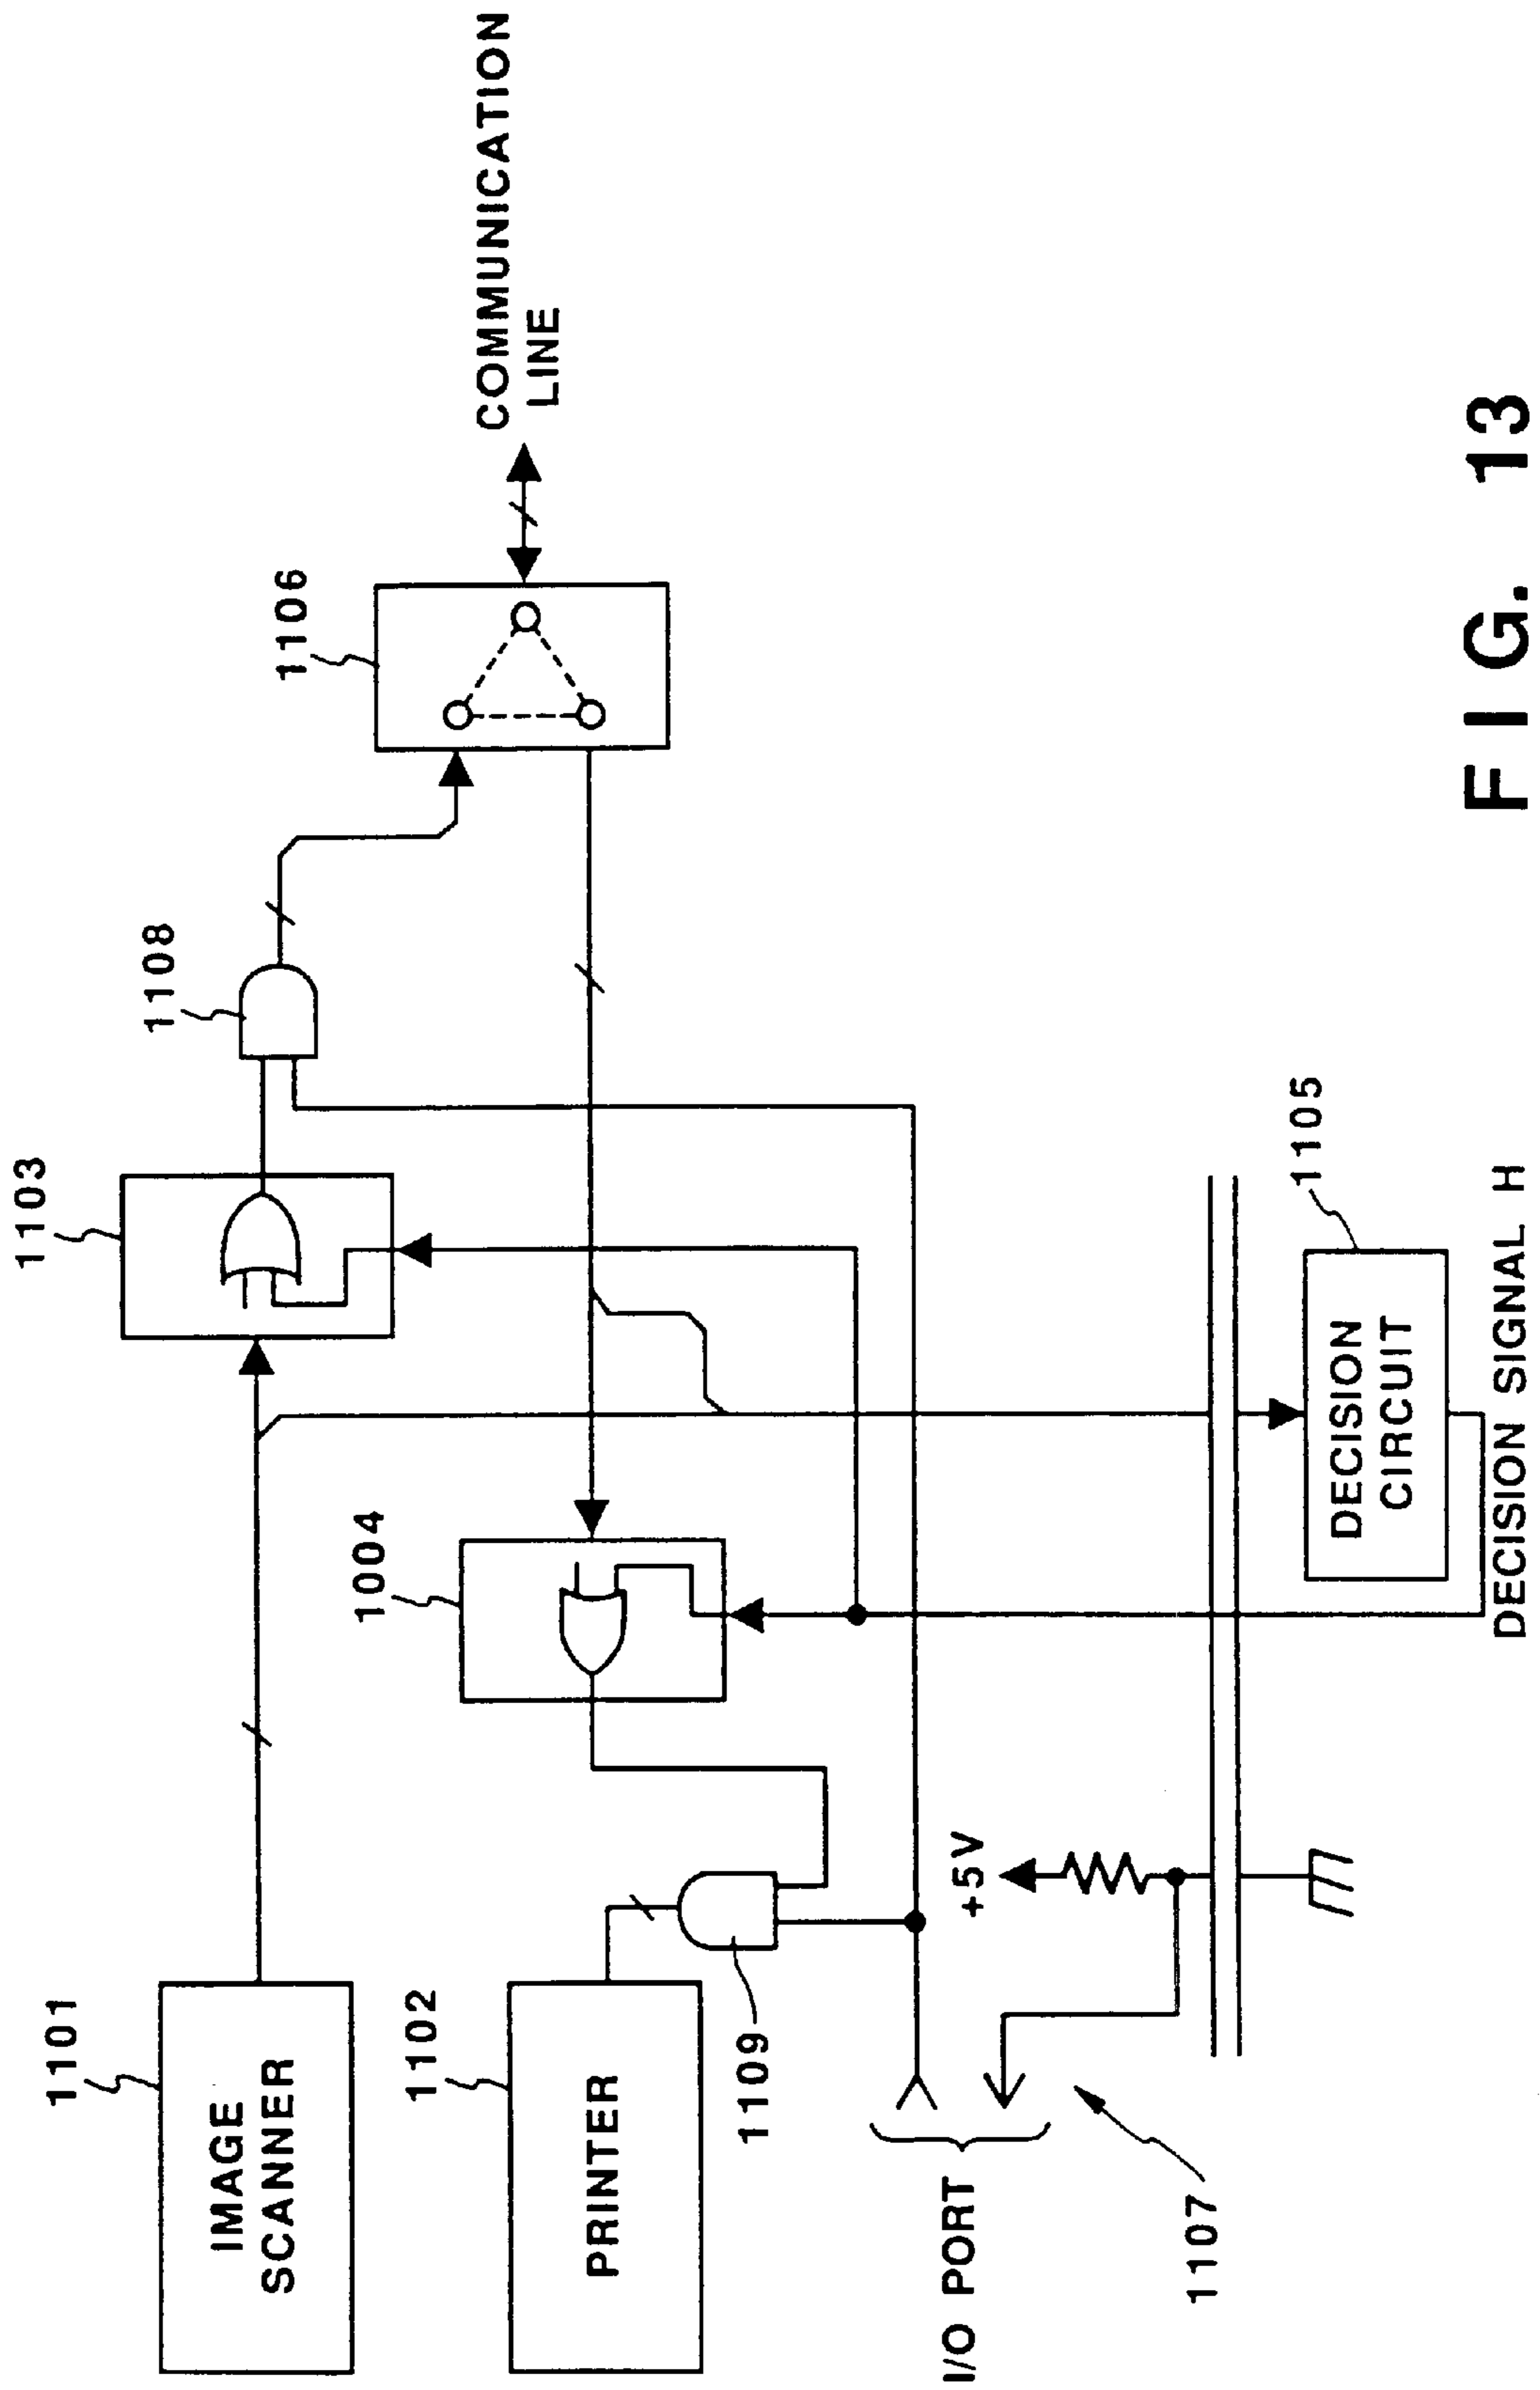 1101
IMAGE
SCANNER
1103
1108
1106
COMMUNICATION
LINE
1102
PRINTER
1109
1004
I/O PORT
+5V
1107
1105
DECISION
CIRCUIT
DECISION SIGNAL H
FIG. 13